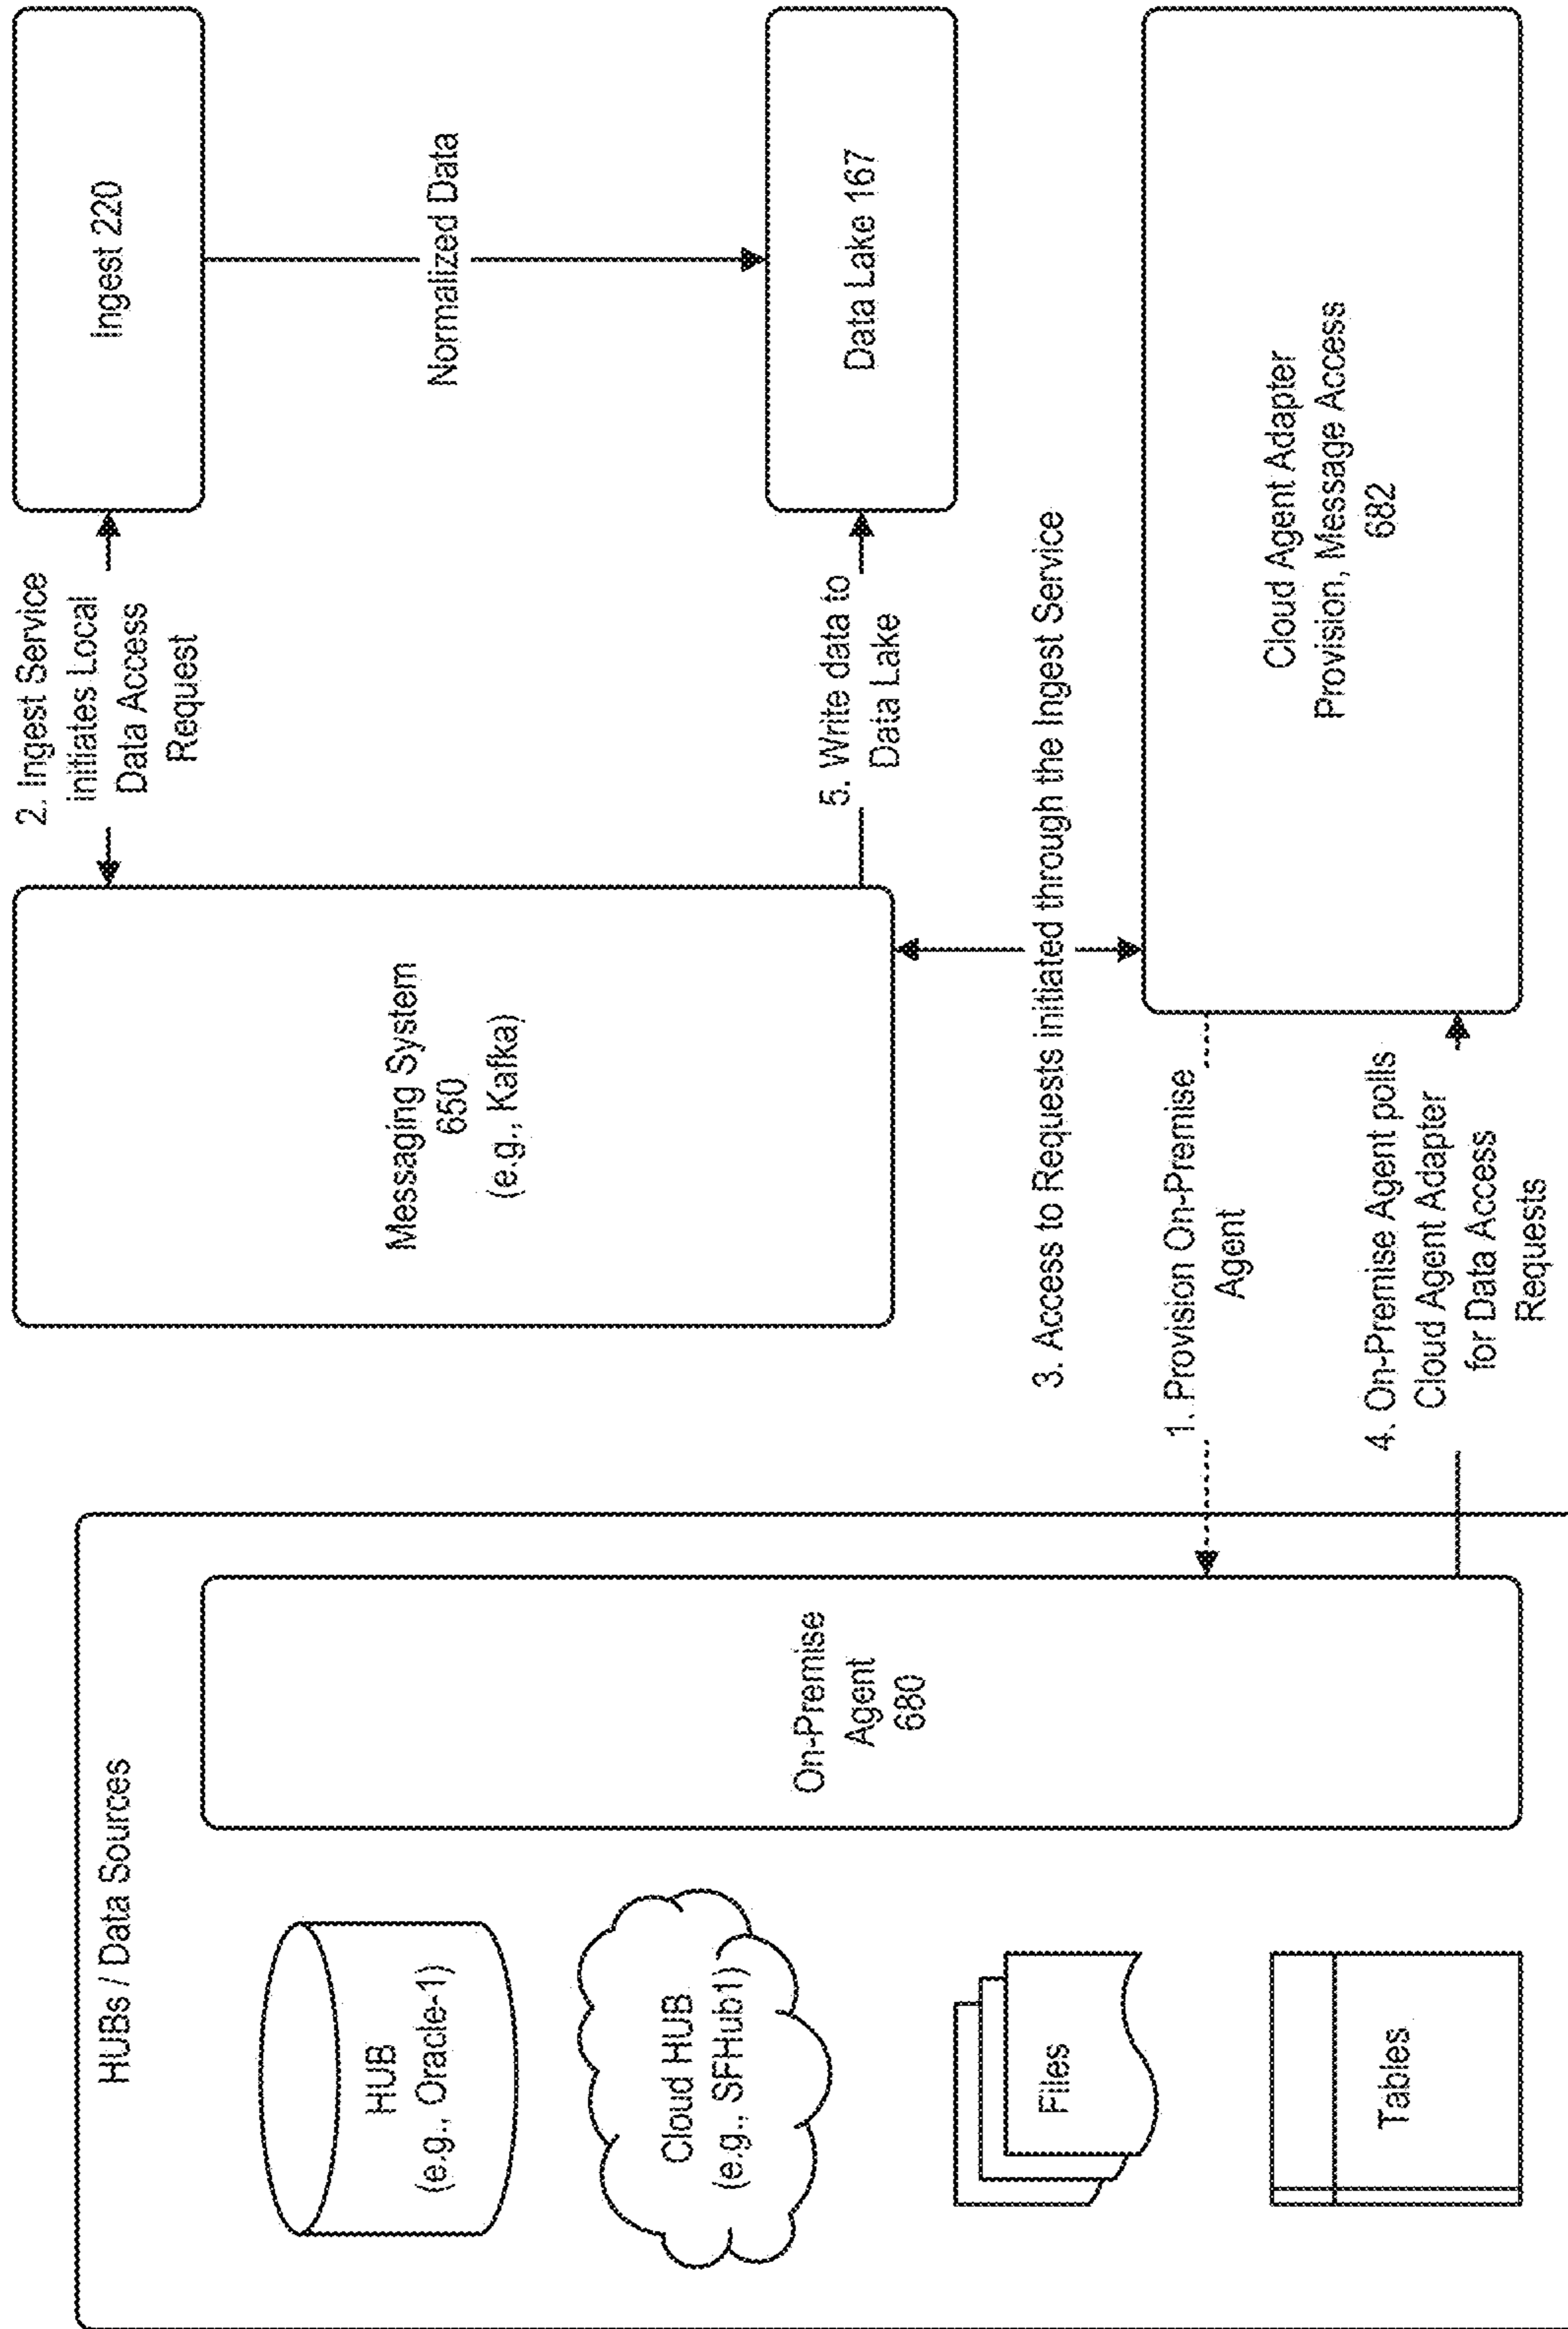 HUBs / Data Sources
HUB
(e.g., Oracle-1)
Cloud HUB
(e.g., SFHub1)
Files
Tables
On-Premise
Agent
680
Messaging System
650
(e.g., Kafka)
2. Ingest Service
initiates Local
Data Access
Request
Ingest 220
Normalized Data
5. Write data to
Data Lake
Data Lake 167
3. Access to Requests initiated through the Ingest Service
1. Provision On-Premise
Agent
4. On-Premise Agent polls
Cloud Agent Adapter
for Data Access
Requests
Cloud Agent Adapter
Provision, Message Access
682